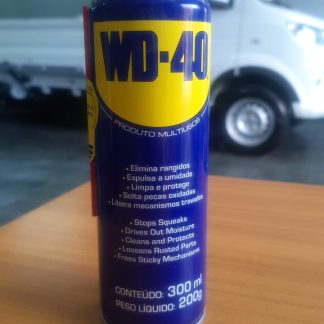 WD-40
PRODUTO MULTIUSOS
• Elimina rangidos
• Expulsa a umidade
• Limpa e protege
• Solta peças oxidadas
• Libera mecanismos travados
• Stops Squeaks
• Drives Out Moisture
• Cleans and Protects
• Loosens Rusted Parts
• Frees Sticky Mechanisms
CONTEÚDO: 300 ml
PESO LÍQUIDO: 200g